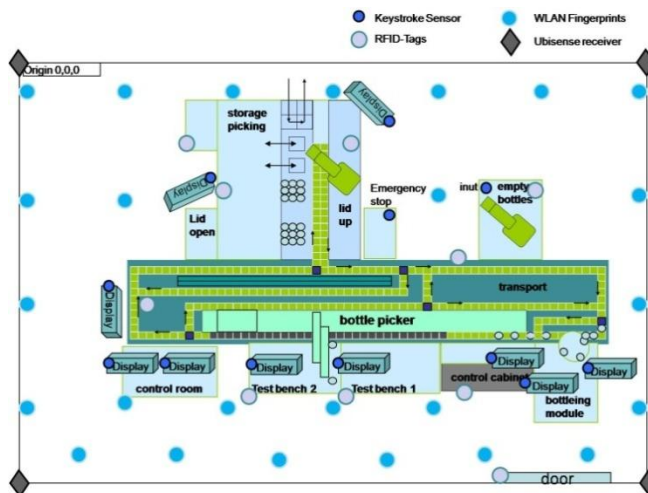 Keystroke Sensor
WLAN Fingerprints
RFID-Tags
Ubisense receiver
Origin 0,0,0
storage
picking
Display
Display
Lid
open
lid
up
Emergency
stop
inut
empty
bottles
transport
Display
bottle picker
Display
Display
Display
Display
Display
Display
Display
control room
Test bench 2
Test bench 1
control cabinet
bottleing
module
door